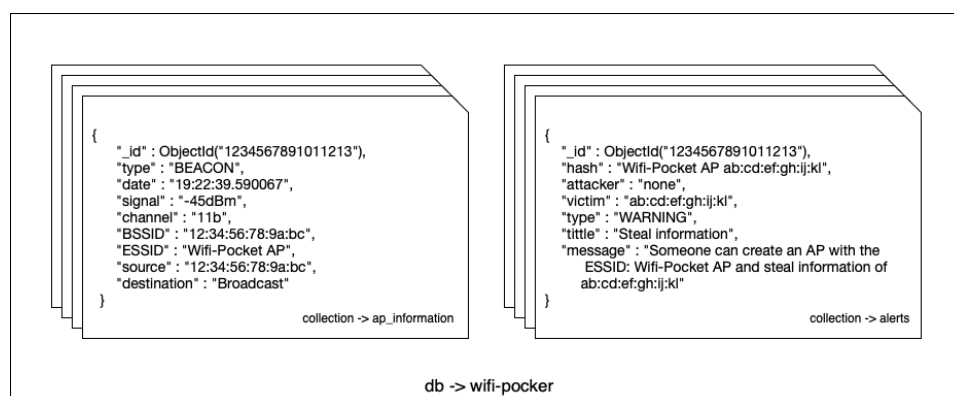 {
"_id" : ObjectId("1234567891011213"),
"type" : "BEACON",
"date" : "19:22:39.590067",
"signal" : "-45dBm",
"channel" : "11b",
"BSSID" : "12:34:56:78:9a:bc",
"ESSID" : "Wifi-Pocket AP",
"source" : "12:34:56:78:9a:bc",
"destination" : "Broadcast"
}
collection -> ap_information
{
"_id" : ObjectId("1234567891011213"),
"hash" : "Wifi-Pocket AP ab:cd:ef:gh:ij:kl",
"attacker" : "none",
"victim" : "ab:cd:ef:gh:ij:kl",
"type" : "WARNING",
"tittle" : "Steal information",
"message" : "Someone can create an AP with the
ESSID: Wifi-Pocket AP and steal information of
ab:cd:ef:gh:ij:kl"
}
collection -> alerts
db -> wifi-pocker